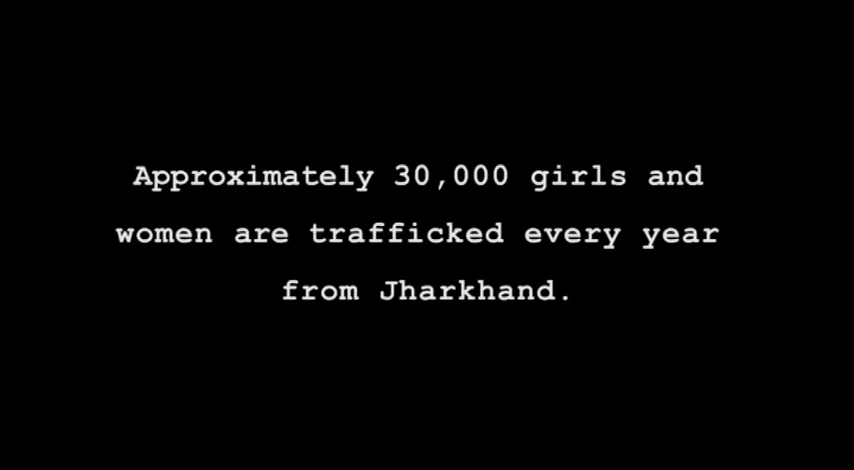 Approximately 30,000 girls and
women are trafficked every year
from Jharkhand.